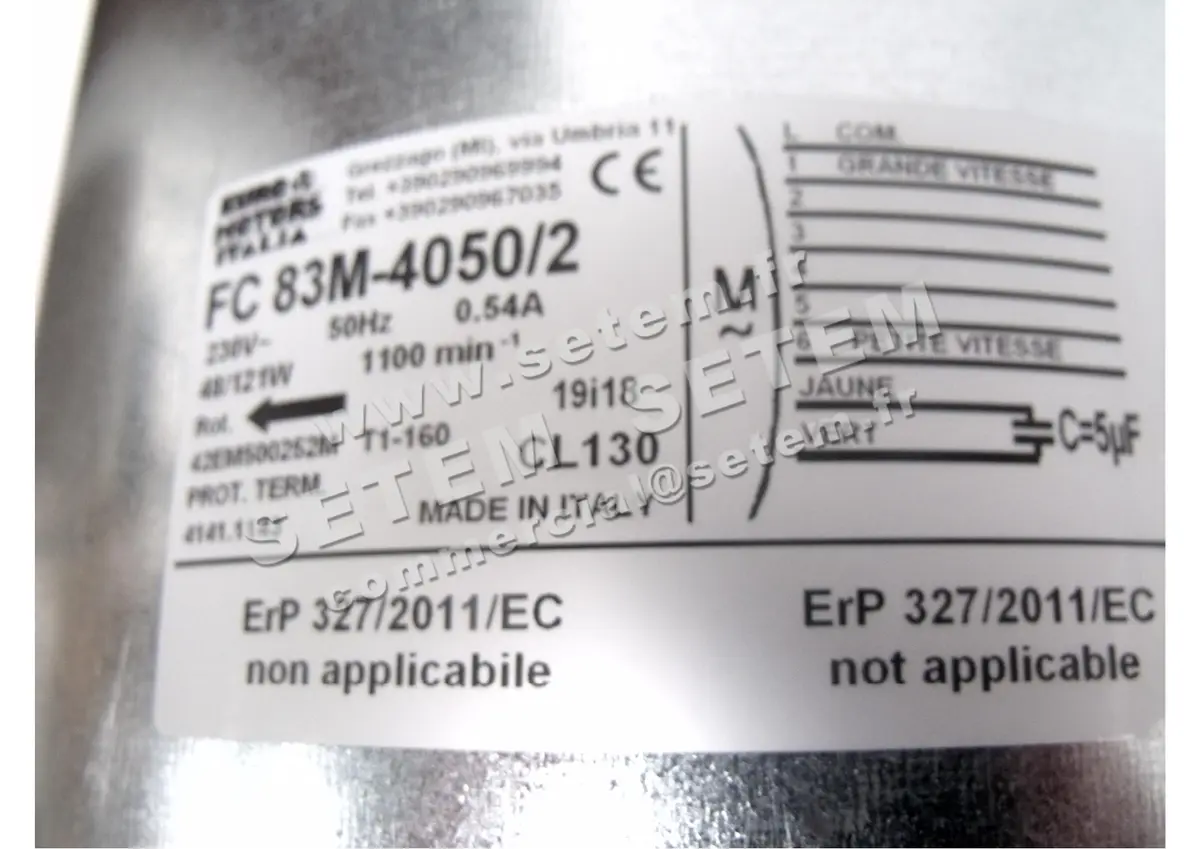 EURO
MOTORS
ITALIA
Grezzago (MI), via Umbria 11
Tel +390290969994
Fax +390290967035
CE
FC 83M-4050/2
230V~ 50Hz 0.54A
48/121W 1100 min -1
Rot. 19i18
42EM500252M T1-160 CL130
PROT. TERM.
MADE IN ITALY
M
~
L COM.
1 GRANDE VITESSE
2
3
5
6 PETITE VITESSE
JAUNE
VERT
C=5µF
ErP 327/2011/EC
non applicabile
ErP 327/2011/EC
not applicable
www.setem.fr
SETEM SETEM
commercial@setem.fr